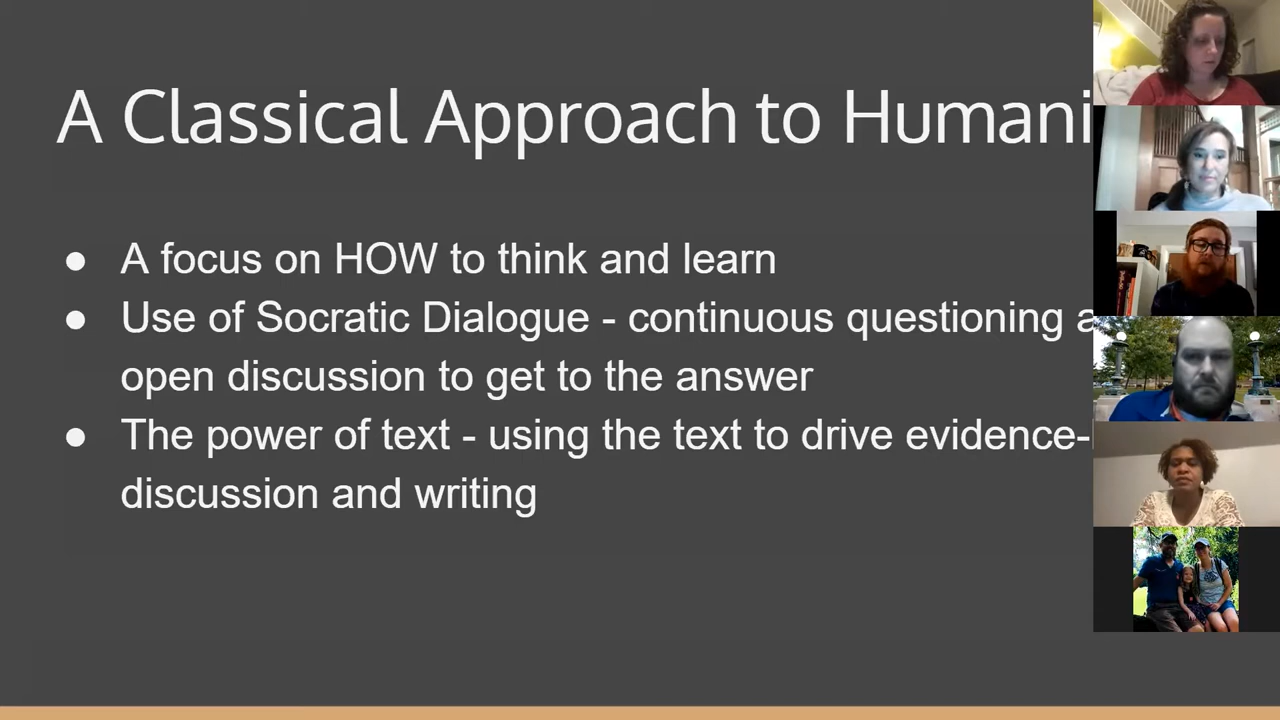 A Classical Approach to Humani
● A focus on HOW to think and learn
● Use of Socratic Dialogue - continuous questioning a
open discussion to get to the answer
● The power of text - using the text to drive evidence-
discussion and writing